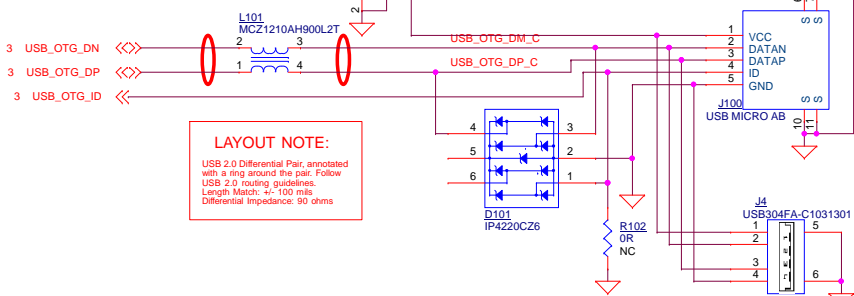 2
S
S
L101
MCZ1210AH900L2T
3 USB_OTG_DN
2
3
USB_OTG_DM_C
1
VCC
2
DATAN
3 USB_OTG_DP
1
4
USB_OTG_DP_C
3
DATAP
4
ID
3 USB_OTG_ID
5
GND
J100
USB MICRO AB
S
S
10
11
LAYOUT NOTE:
USB 2.0 Differential Pair, annotated
with a ring around the pair. Follow
USB 2.0 routing guidelines.
Length Match: +/- 100 mils
Differential Impedance: 90 ohms
4
3
5
2
6
1
D101
IP4220CZ6
R102
0R
NC
J4
USB304FA-C1031301
1
5
2
3
4
6